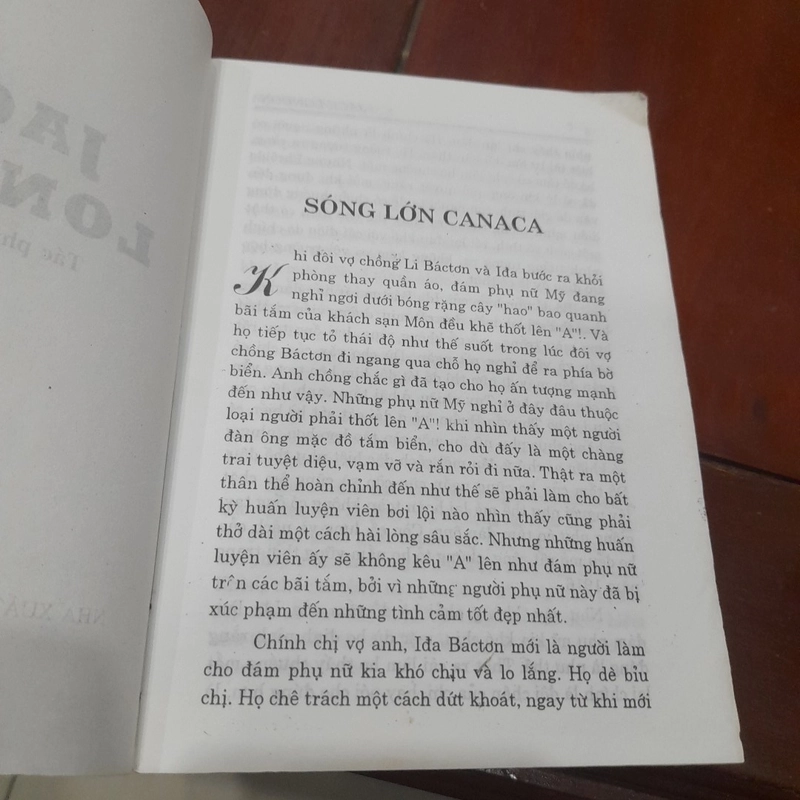 JAC
LON
Tác ph
NHÀ XUẤ
SÓNG LỚN CANACA
Khi đôi vợ chồng Li Báctơn và Iđa bước ra khỏi
phòng thay quần áo, đám phụ nữ Mỹ đang
nghỉ ngơi dưới bóng rặng cây "hao" bao quanh
bãi tắm của khách sạn Môn đều khẽ thốt lên "A"!. Và
họ tiếp tục tỏ thái độ như thế suốt trong lúc đôi vợ
chồng Báctơn đi ngang qua chỗ họ nghỉ để ra phía bờ
biển. Anh chồng chắc gì đã tạo cho họ ấn tượng mạnh
đến như vậy. Những phụ nữ Mỹ nghỉ ở đây đâu thuộc
loại người phải thốt lên "A"! khi nhìn thấy một người
đàn ông mặc đồ tắm biển, cho dù đấy là một chàng
trai tuyệt diệu, vạm vỡ và rắn rỏi đi nữa. Thật ra một
thân thể hoàn chỉnh đến như thế sẽ phải làm cho bất
kỳ huấn luyện viên bơi lội nào nhìn thấy cũng phải
thở dài một cách hài lòng sâu sắc. Nhưng những huấn
luyện viên ấy sẽ không kêu "A" lên như đám phụ nữ
trên các bãi tắm, bởi vì những người phụ nữ này đã bị
xúc phạm đến những tình cảm tốt đẹp nhất.
Chính chị vợ anh, Iđa Báctơn mới là người làm
cho đám phụ nữ kia khó chịu và lo lắng. Họ dè bỉu
chị. Họ chê trách một cách dứt khoát, ngay từ khi mới